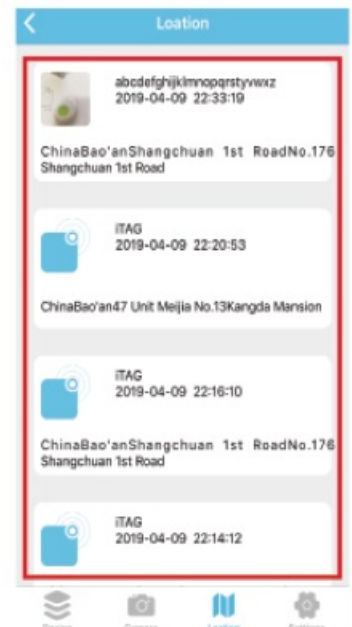 Loation
abcdefghijklmnopqrstyvwxz
2019-04-09 22:33:19
ChinaBao'anShangchuan 1st RoadNo.176
Shangchuan 1st Road
iTAG
2019-04-09 22:20:53
ChinaBao'an47 Unit Meijia No.13Kangda Mansion
iTAG
2019-04-09 22:16:10
ChinaBao'anShangchuan 1st RoadNo.176
Shangchuan 1st Road
iTAG
2019-04-09 22:14:12